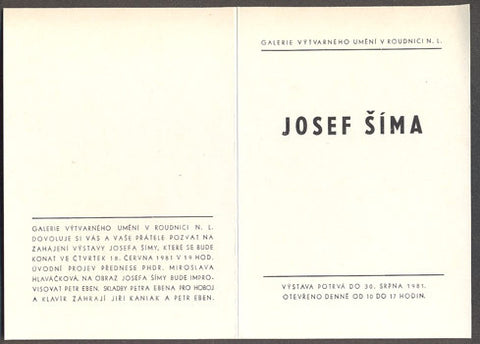 GALERIE VÝTVARNÉHO UMĚNÍ V ROUDNICI N. L.
DOVOLUJE SI VÁS A VAŠE PŘÁTELE POZVAT NA
ZAHÁJENÍ VÝSTAVY JOSEFA ŠÍMY, KTERÉ SE BUDE
KONAT VE ČTVRTEK 18. ČERVNA 1981 V 19 HOD.
ÚVODNÍ PROJEV PŘEDNESE PHDR. MIROSLAVA
HLAVÁČKOVÁ. NA OBRAZ JOSEFA ŠÍMY BUDE IMPRO-
VISOVAT PETR EBEN. SKLADBY PETRA EBENA PRO HOBOJ
A KLAVÍR ZAHRAJÍ JIŘÍ KANIAK A PETR EBEN.
GALERIE VÝTVARNÉHO UMĚNÍ V ROUDNICI N. L.
JOSEF ŠÍMA
VÝSTAVA POTRVÁ DO 30. SRPNA 1981.
OTEVŘENO DENNĚ OD 10 DO 17 HODIN.